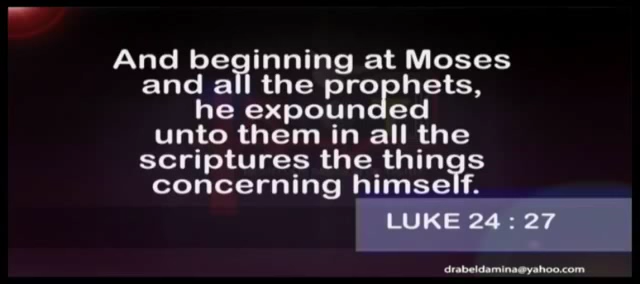 And beginning at Moses
and all the prophets,
he expounded
unto them in all the
scriptures the things
concerning himself.
LUKE 24 : 27
drabeldamina@yahoo.com